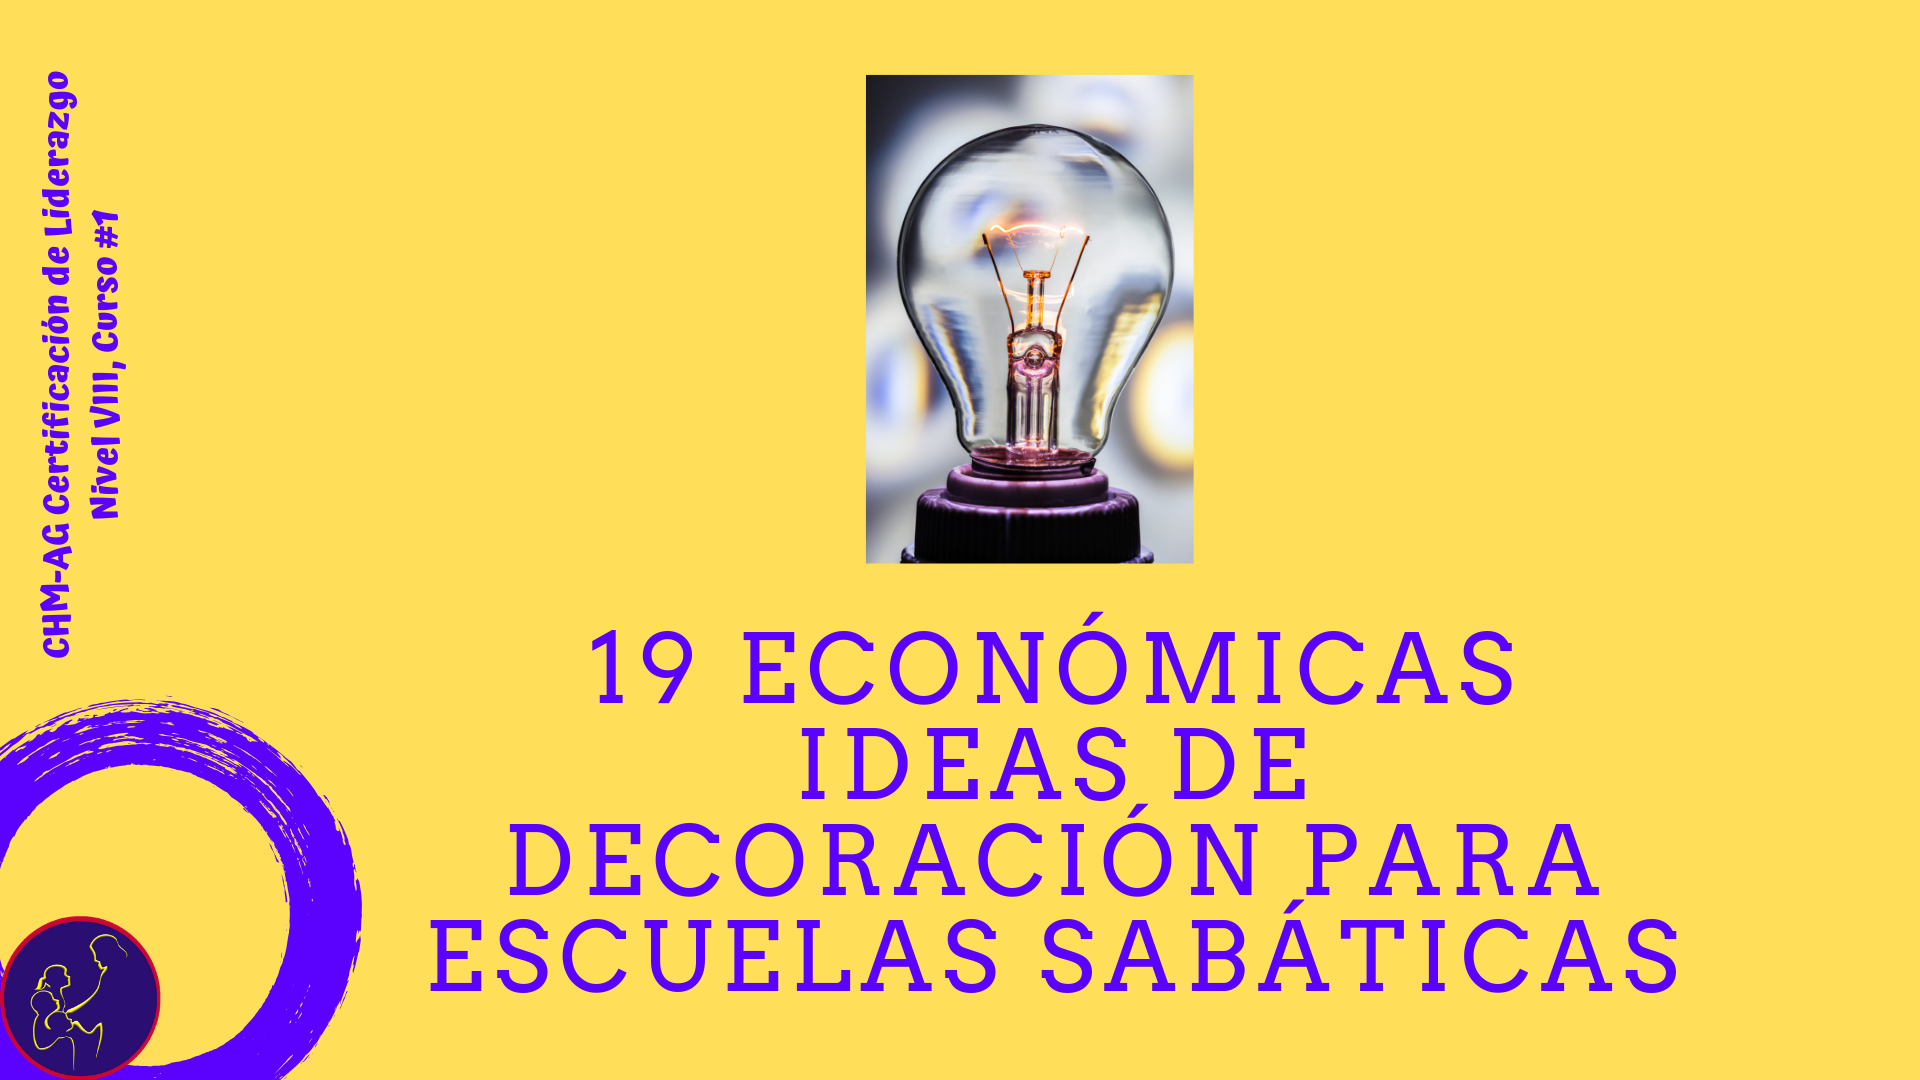 CHM-AG Certificación de Liderazgo
Nivel VIII, Curso #1
19 ECONÓMICAS
IDEAS DE
DECORACIÓN PARA
ESCUELAS SABÁTICAS